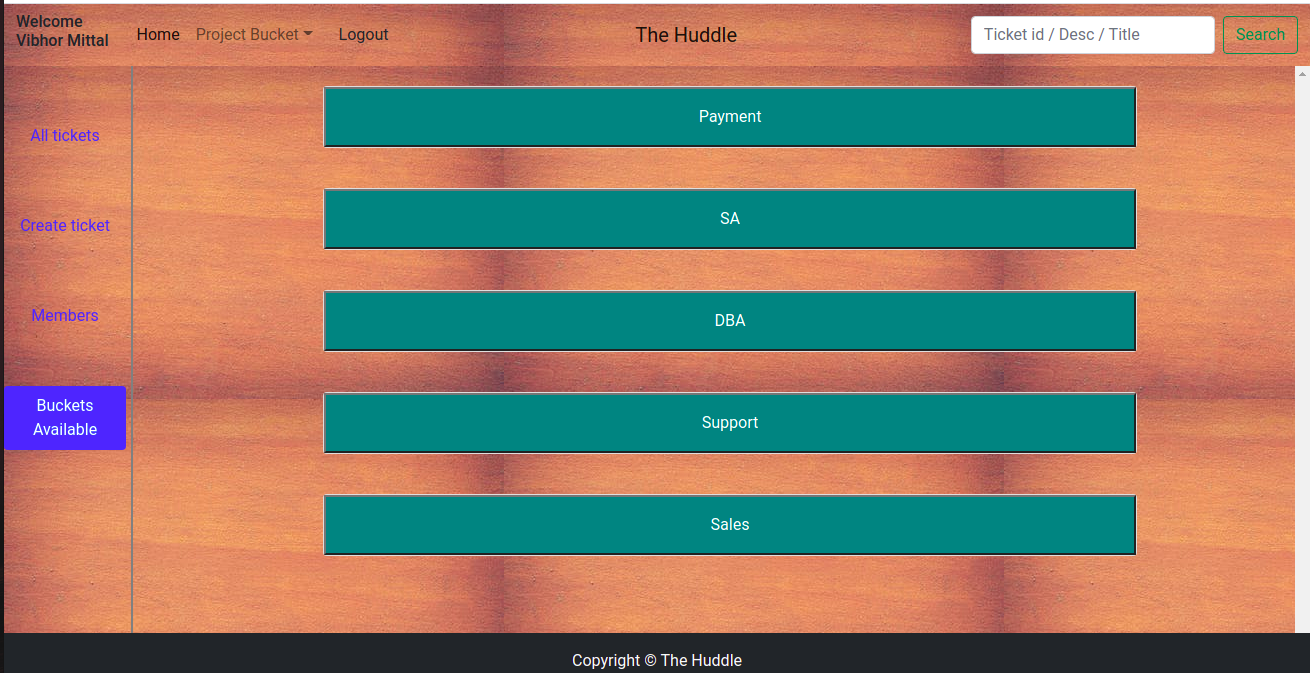 Welcome
Vibhor Mittal
Home
Project Bucket
Logout
The Huddle
Ticket id / Desc / Title
Search
All tickets
Create ticket
Members
Buckets
Available
Payment
SA
DBA
Support
Sales
Copyright © The Huddle